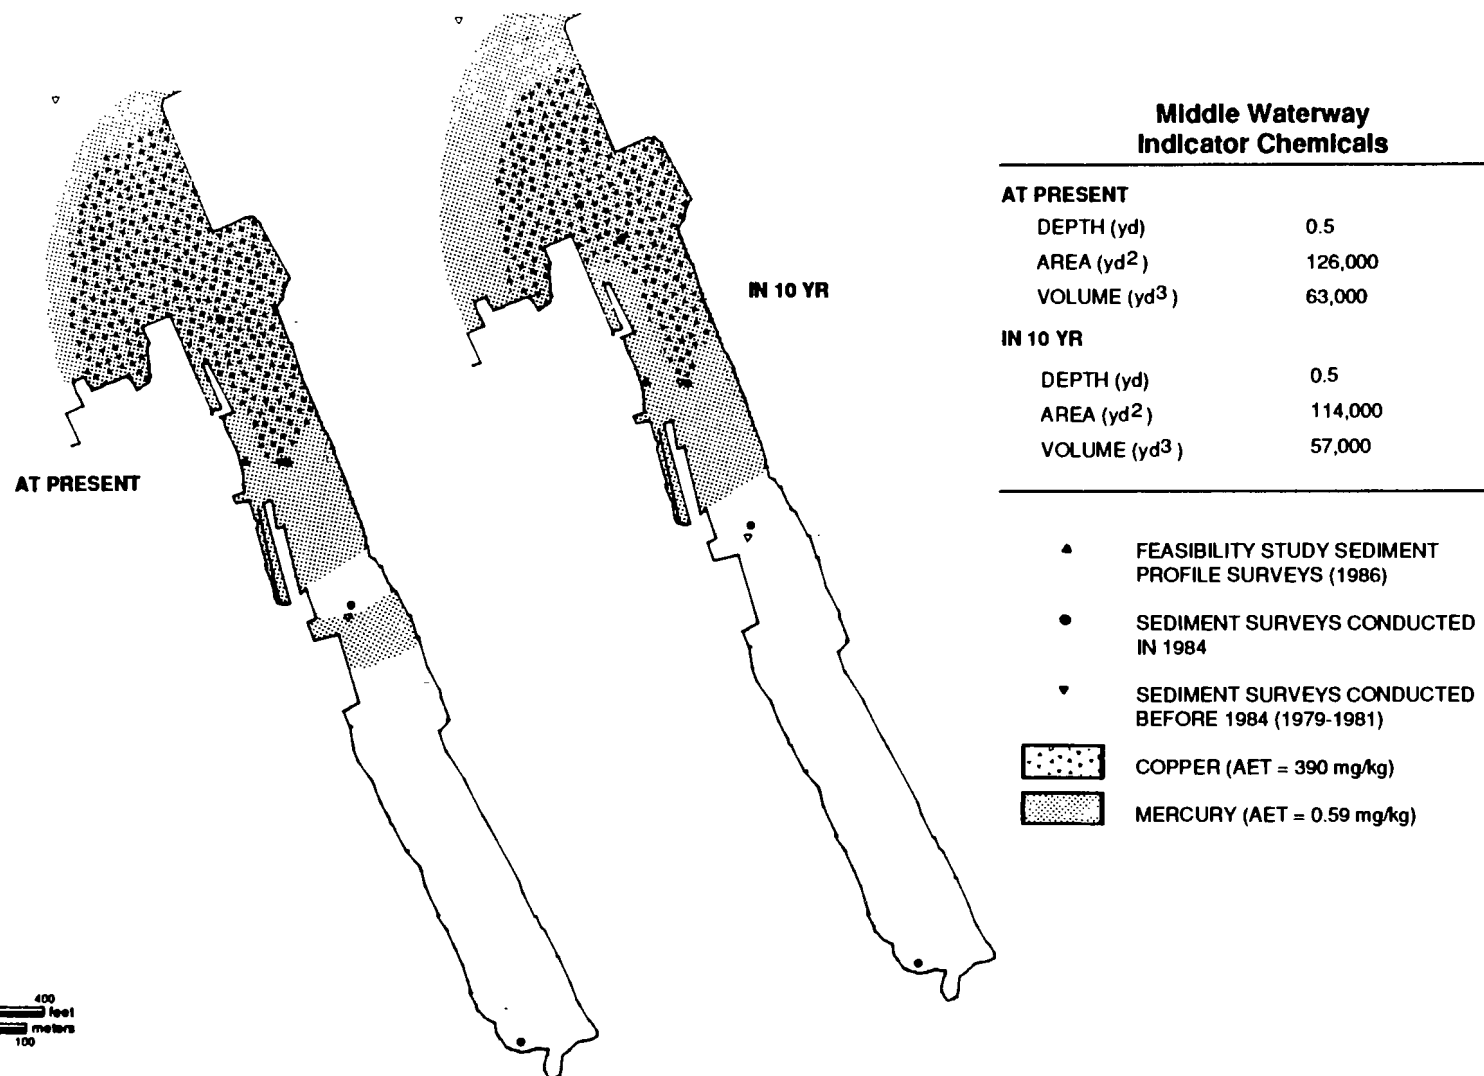 Middle Waterway
Indicator Chemicals
AT PRESENT
DEPTH (yd) 0.5
AREA (yd2) 126,000
VOLUME (yd3) 63,000
IN 10 YR
DEPTH (yd) 0.5
AREA (yd2) 114,000
VOLUME (yd3) 57,000
IN 10 YR
AT PRESENT
FEASIBILITY STUDY SEDIMENT
PROFILE SURVEYS (1986)
SEDIMENT SURVEYS CONDUCTED
IN 1984
SEDIMENT SURVEYS CONDUCTED
BEFORE 1984 (1979-1981)
COPPER (AET = 390 mg/kg)
MERCURY (AET = 0.59 mg/kg)
400
feet
meters
100